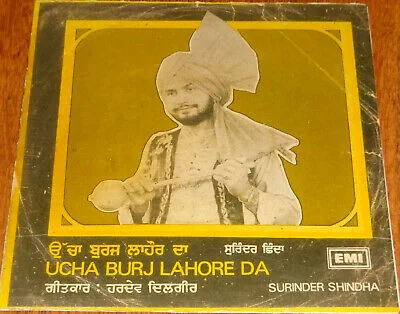 ਉੱਚਾ ਬੁਰਜ ਲਾਹੌਰ ਦਾ ਸੁਰਿੰਦਰ ਛਿੰਦਾ
UCHA BURJ LAHORE DA EMI
ਗੀਤਕਾਰ : ਹਰਦੇਵ ਦਿਲਗੀਰ SURINDER SHINDHA